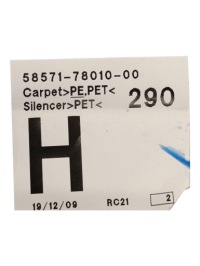 58571-78010-00
Carpet>PE,PET<
Silencer>PET< 290
H
19/12/09 RC21 2